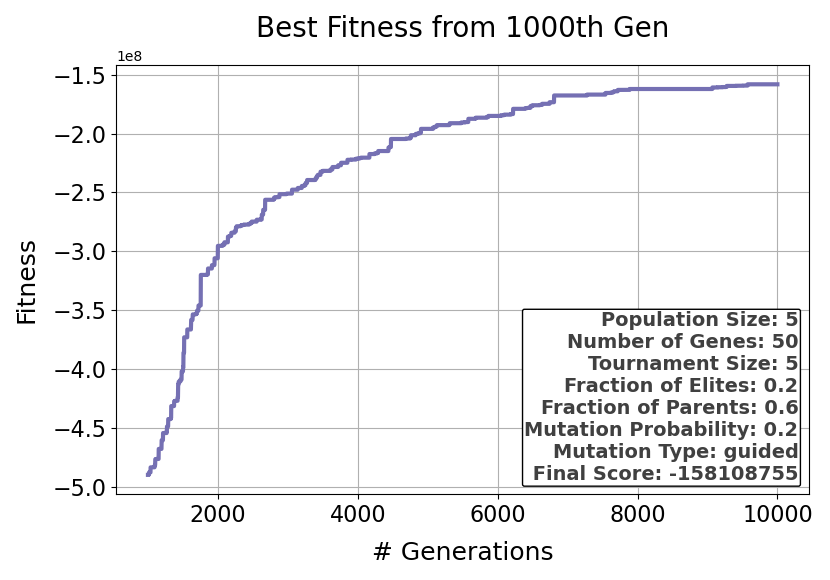 Best Fitness from 1000th Gen
1e8
−1.5
−2.0
−2.5
−3.0
−3.5
−4.0
−4.5
−5.0
Fitness
Population Size: 5
Number of Genes: 50
Tournament Size: 5
Fraction of Elites: 0.2
Fraction of Parents: 0.6
Mutation Probability: 0.2
Mutation Type: guided
Final Score: -158108755
2000 4000 6000 8000 10000
# Generations